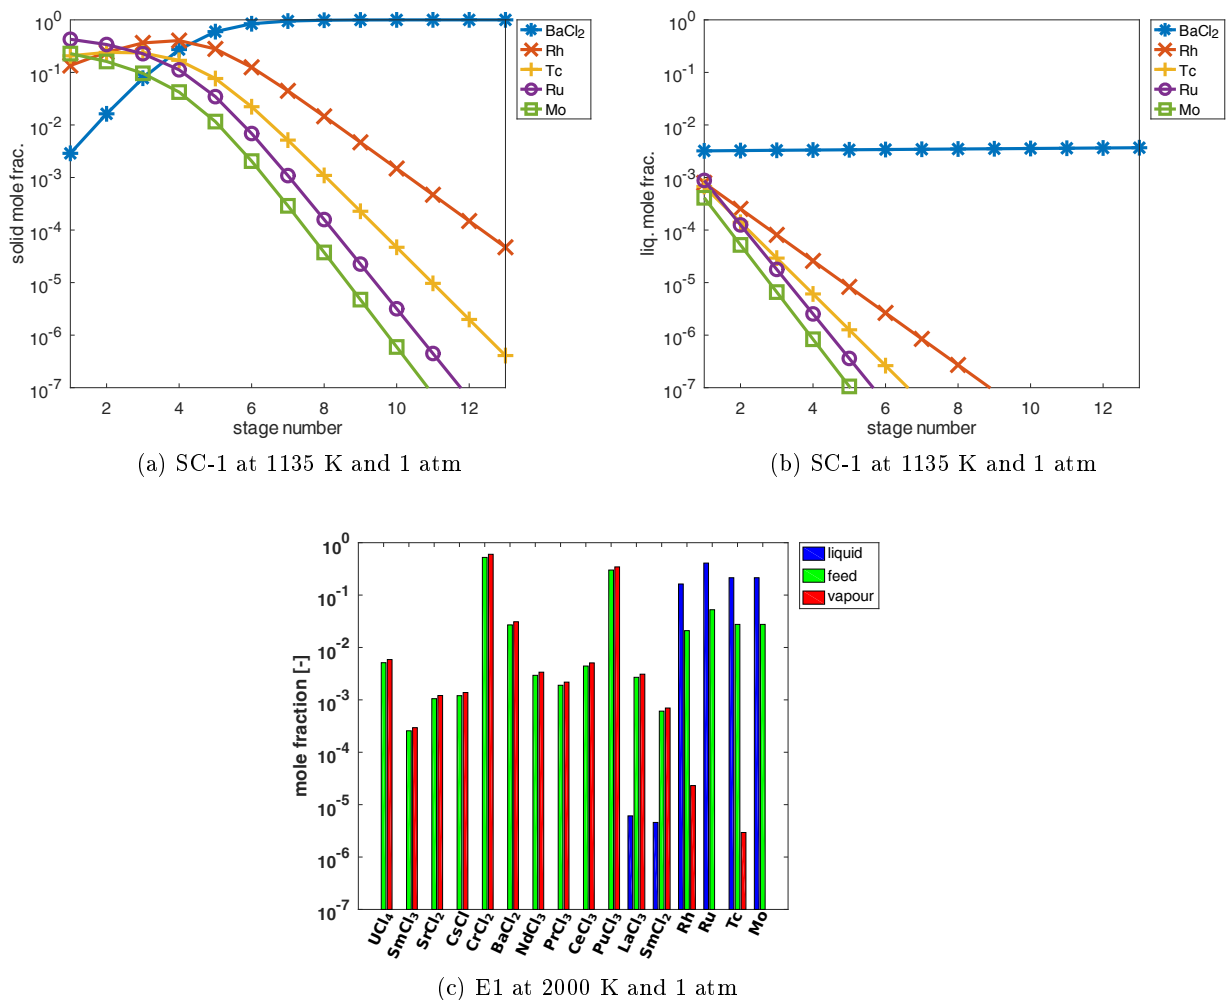 10^0
10^-1
10^-2
10^-3
10^-4
10^-5
10^-6
10^-7
solid mole frac.
2 4 6 8 10 12
stage number
BaCl₂
Rh
Tc
Ru
Mo
(a) SC-1 at 1135 K and 1 atm
10^0
10^-1
10^-2
10^-3
10^-4
10^-5
10^-6
10^-7
liq. mole frac.
2 4 6 8 10 12
stage number
BaCl₂
Rh
Tc
Ru
Mo
(b) SC-1 at 1135 K and 1 atm
10^0
10^-1
10^-2
10^-3
10^-4
10^-5
10^-6
10^-7
mole fraction [-]
UCl₄
SmCl₃
SrCl₂
CsCl
CrCl₂
BaCl₂
NdCl₃
PrCl₃
CeCl₃
PuCl₃
LaCl₃
SmCl₂
Rh
Ru
Tc
Mo
liquid
feed
vapour
(c) E1 at 2000 K and 1 atm